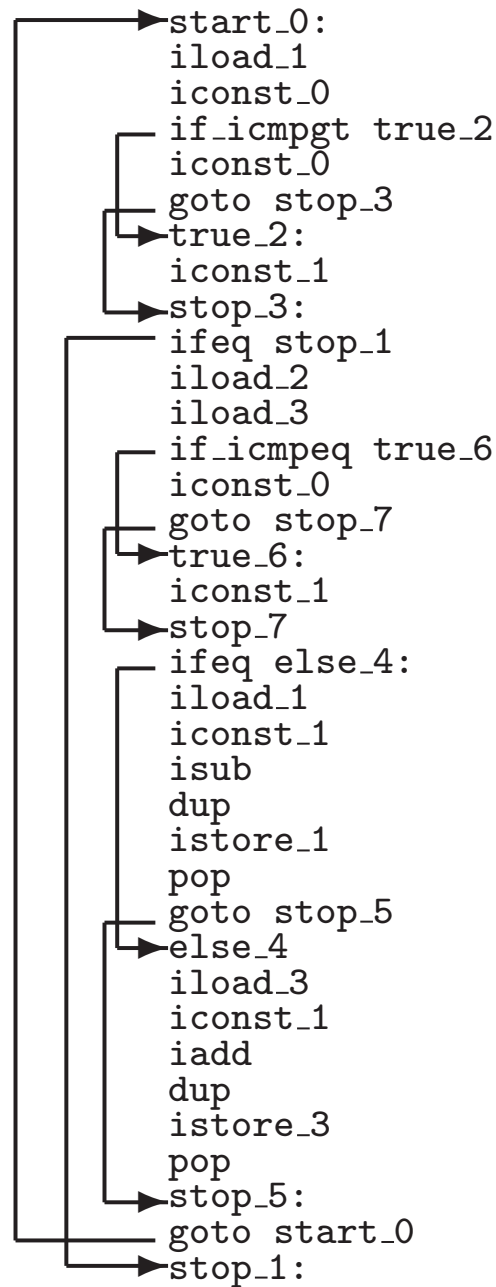 start_0:
iload_1
iconst_0
if_icmpgt true_2
iconst_0
goto stop_3
true_2:
iconst_1
stop_3:
ifeq stop_1
iload_2
iload_3
if_icmpeq true_6
iconst_0
goto stop_7
true_6:
iconst_1
stop_7
ifeq else_4:
iload_1
iconst_1
isub
dup
istore_1
pop
goto stop_5
else_4
iload_3
iconst_1
iadd
dup
istore_3
pop
stop_5:
goto start_0
stop_1: